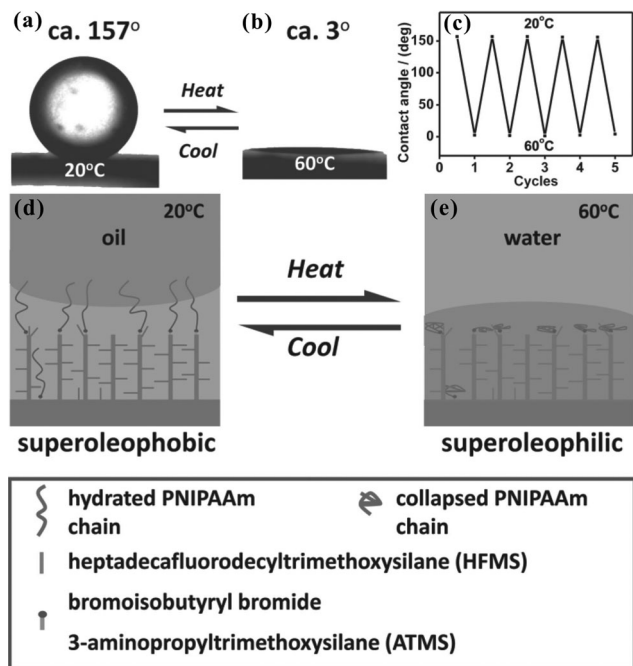 (a) ca. 157° (b) ca. 3° (c)
Heat
Cool
20°C
60°C
Contact angle / (deg)
150
100
50
0
20°C
60°C
1 2 3 4 5
Cycles
(d) 20°C
oil
superoleophobic
Heat
Cool
(e) 60°C
water
superoleophilic
hydrated PNIPAAm
chain
collapsed PNIPAAm
chain
heptadecafluorodecyltrimethoxysilane (HFMS)
bromoisobutyryl bromide
3-aminopropyltrimethoxysilane (ATMS)